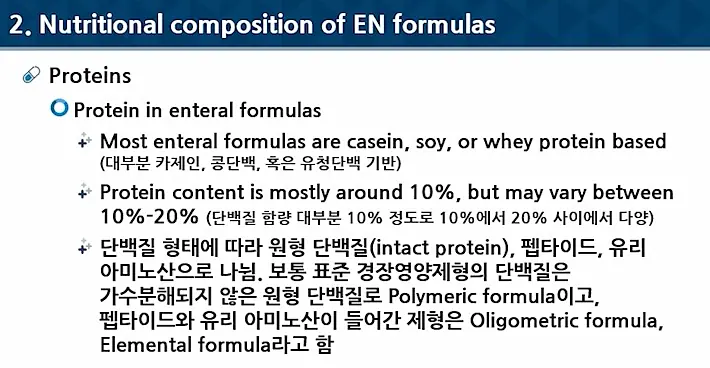 2. Nutritional composition of EN formulas
Proteins
Protein in enteral formulas
Most enteral formulas are casein, soy, or whey protein based
(대부분 카제인, 콩단백, 혹은 유청단백 기반)
Protein content is mostly around 10%, but may vary between
10%-20% (단백질 함량 대부분 10% 정도로 10%에서 20% 사이에서 다양)
단백질 형태에 따라 원형 단백질(intact protein), 펩타이드, 유리
아미노산으로 나뉨. 보통 표준 경장영양제형의 단백질은
가수분해되지 않은 원형 단백질로 Polymeric formula이고,
펩타이드와 유리 아미노산이 들어간 제형은 Oligometric formula,
Elemental formula라고 함